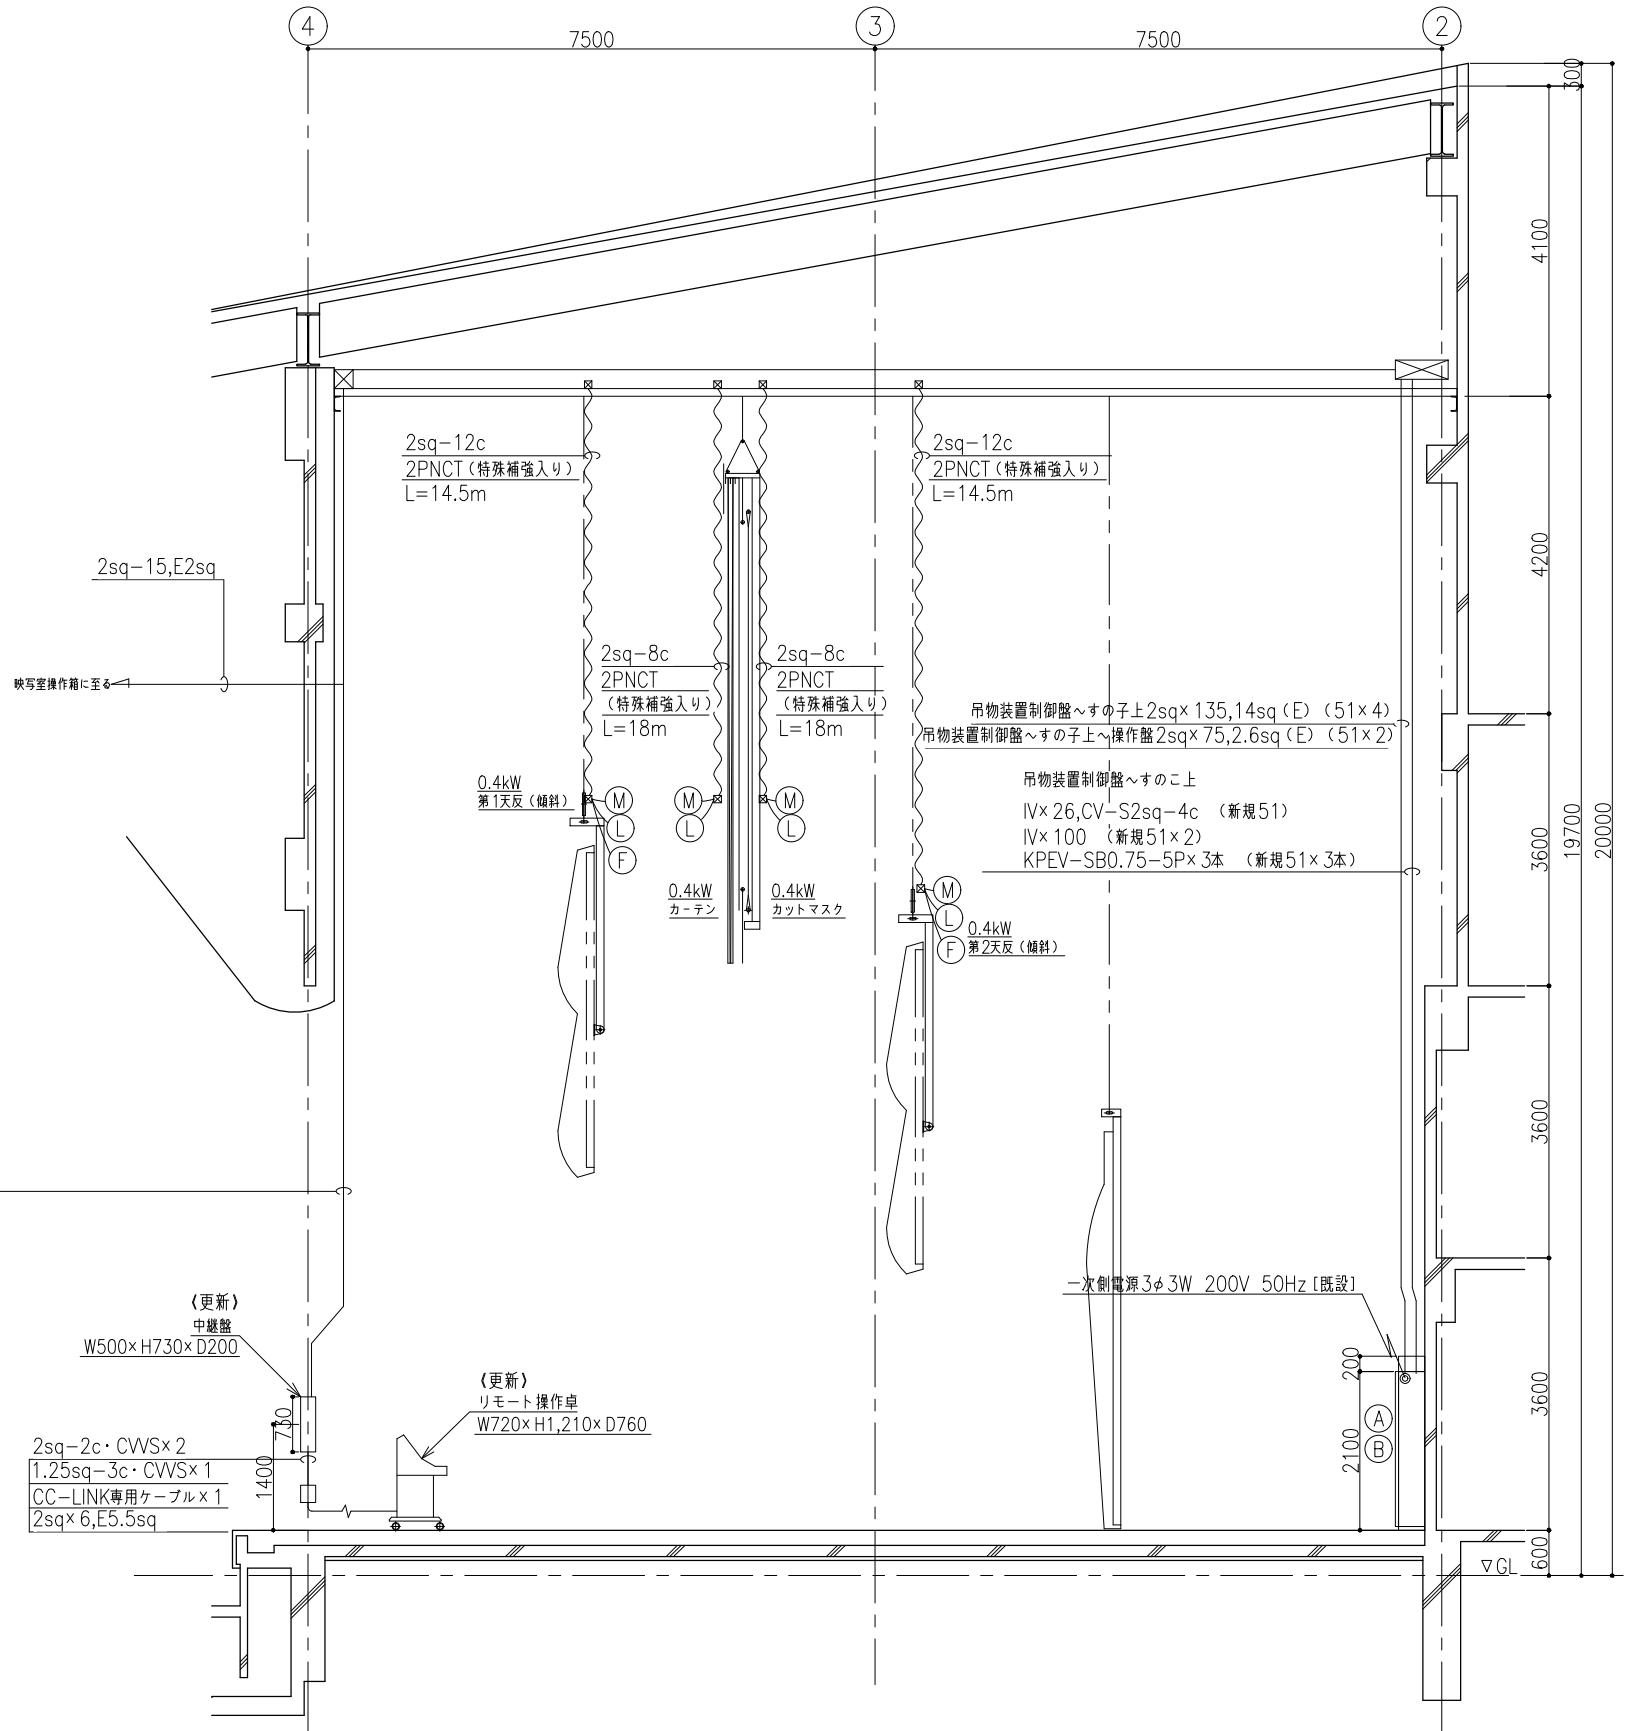 4
3
2
7500
7500
300
4100
4200
3600
3600
3600
600
19700
20000
2sq-12c
2PNCT(特殊補強入り)
L=14.5m
2sq-12c
2PNCT(特殊補強入り)
L=14.5m
2sq-15,E2sq
映写室操作箱に至る
2sq-8c
2PNCT
(特殊補強入り)
L=18m
2sq-8c
2PNCT
(特殊補強入り)
L=18m
吊物装置制御盤~すの子上2sq×135,14sq(E) (51×4)
吊物装置制御盤~すの子上~操作盤2sq×75,2.6sq(E) (51×2)
吊物装置制御盤~すのこ上
IV×26,CV-S2sq-4c (新規51)
IV×100 (新規51×2)
KPEV-SB0.75-5P×3本 (新規51×3本)
0.4kW
第1天反(傾斜)
M
L
F
M
L
M
L
0.4kW
カーテン
0.4kW
カットマスク
M
L
F
0.4kW
第2天反(傾斜)
一次側電源3φ3W 200V 50Hz [既設]
《更新》
中継盤
W500×H730×D200
《更新》
リモート操作卓
W720×H1,210×D760
730
1400
200
2100
A
B
2sq-2c・CVVS×2
1.25sq-3c・CVVS×1
CC-LINK専用ケーブル×1
2sq×6,E5.5sq
▽GL